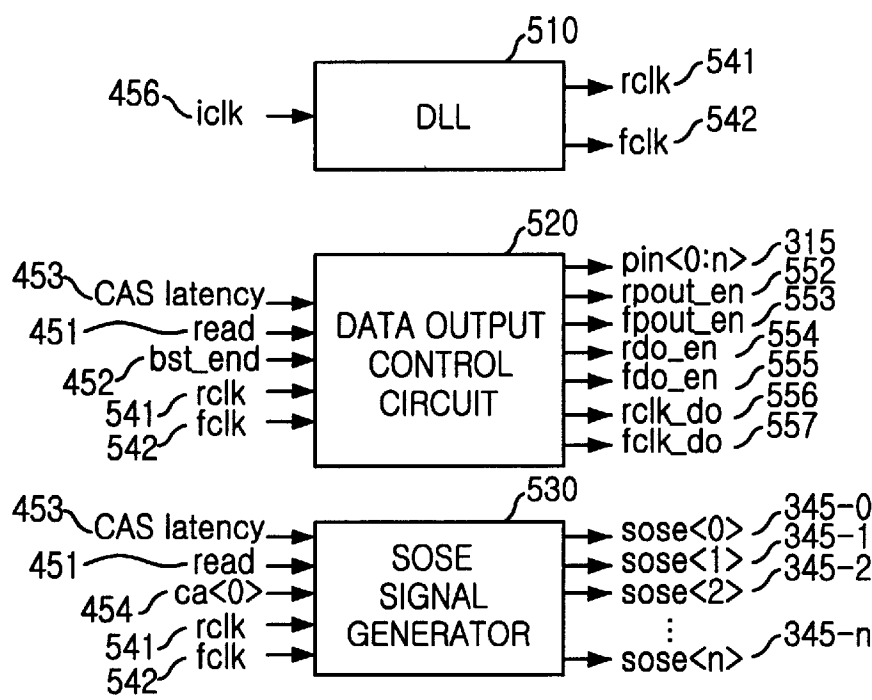 510
456
iclk
DLL
rclk
541
fclk
542
520
453
CAS latency
451
read
452
bst_end
541
rclk
542
fclk
DATA OUTPUT
CONTROL
CIRCUIT
pin<0:n>
315
rpout_en
552
fpout_en
553
rdo_en
554
fdo_en
555
rclk_do
556
fclk_do
557
530
453
CAS latency
451
read
454
ca<0>
541
rclk
542
fclk
SOSE
SIGNAL
GENERATOR
sose<0>
345-0
sose<1>
345-1
sose<2>
345-2
⋮
sose<n>
345-n